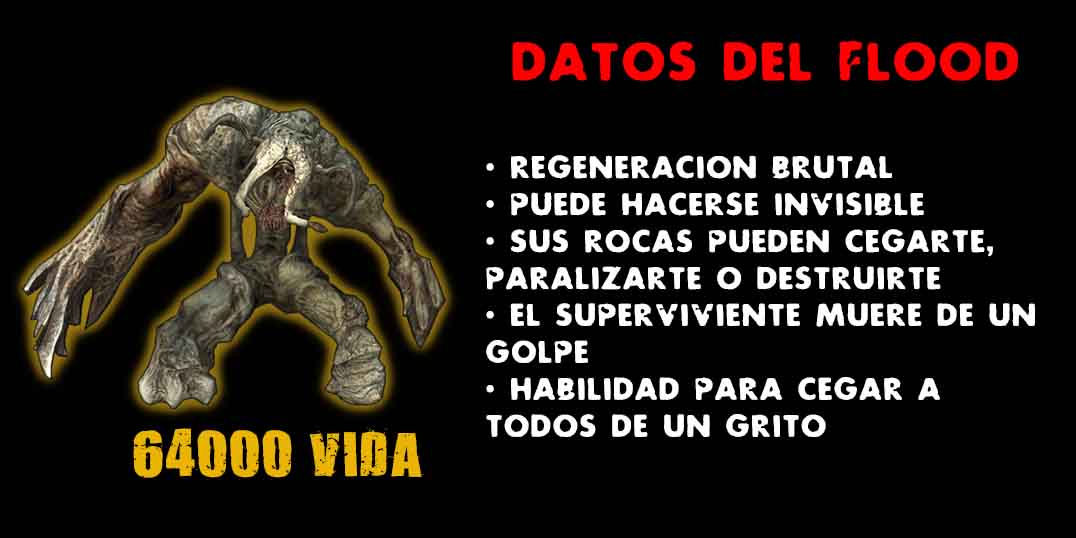 DATOS DEL FLOOD
• REGENERACION BRUTAL
• PUEDE HACERSE INVISIBLE
• SUS ROCAS PUEDEN CEGARTE,
PARALIZARTE O DESTRUIRTE
• EL SUPERVIVIENTE MUERE DE UN
GOLPE
• HABILIDAD PARA CEGAR A
TODOS DE UN GRITO
64000 VIDA